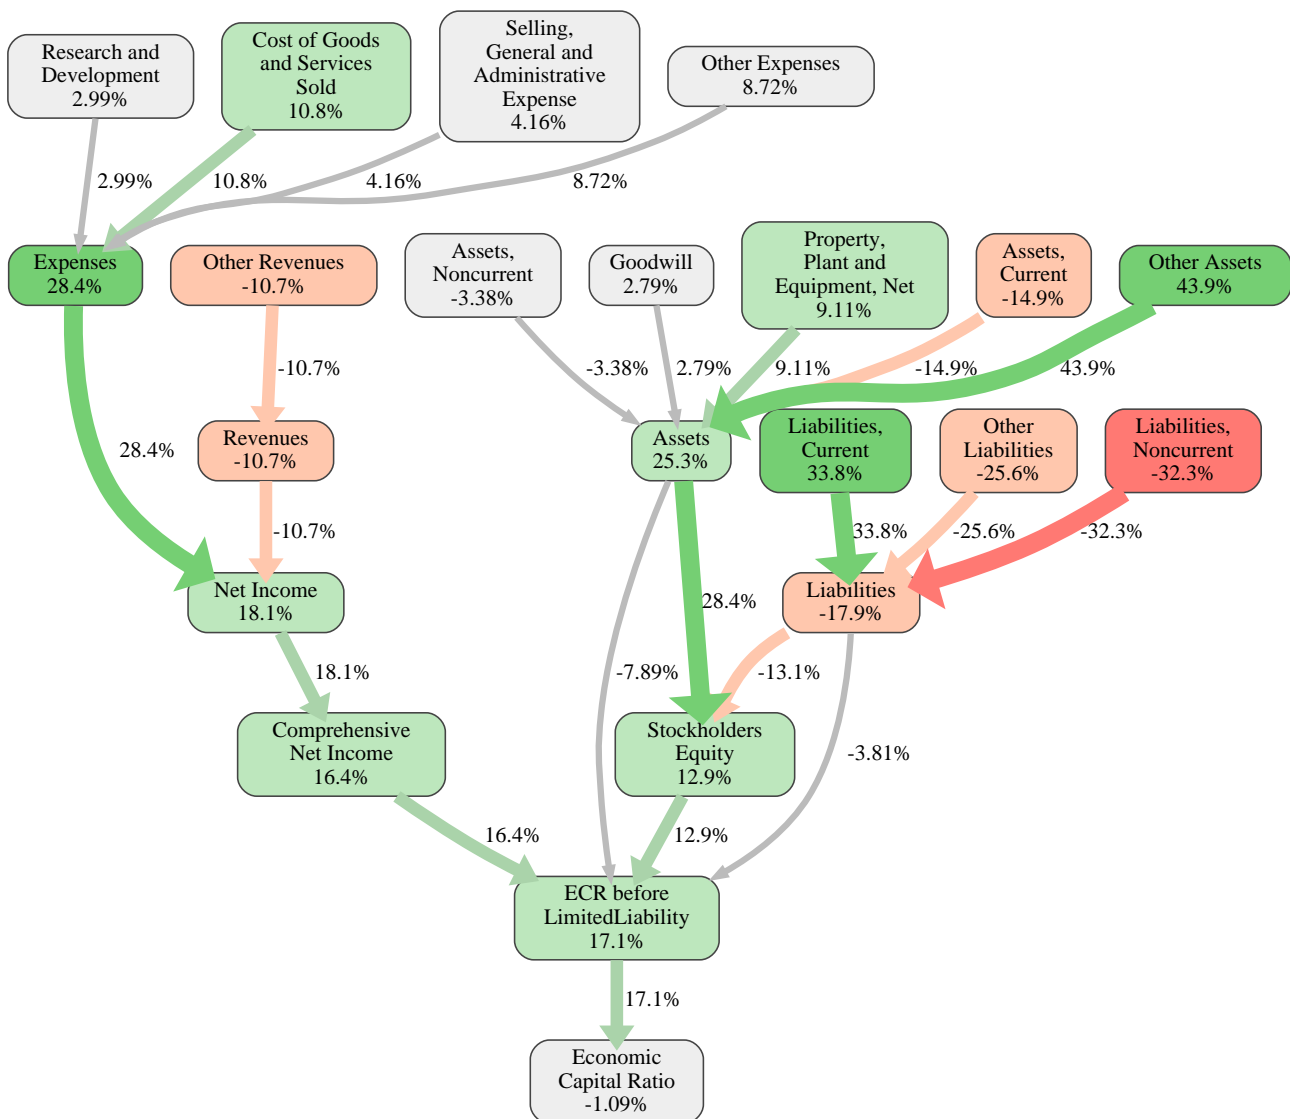 Research and
Development
2.99%
Cost of Goods
and Services
Sold
10.8%
Selling,
General and
Administrative
Expense
4.16%
Other Expenses
8.72%
2.99%
10.8%
4.16%
8.72%
Expenses
28.4%
Other Revenues
-10.7%
Assets,
Noncurrent
-3.38%
Goodwill
2.79%
Property,
Plant and
Equipment, Net
9.11%
Assets,
Current
-14.9%
Other Assets
43.9%
-10.7%
-3.38%
2.79%
9.11%
-14.9%
43.9%
28.4%
Revenues
-10.7%
Assets
25.3%
Liabilities,
Current
33.8%
Other
Liabilities
-25.6%
Liabilities,
Noncurrent
-32.3%
-10.7%
33.8%
-25.6%
-32.3%
Net Income
18.1%
28.4%
Liabilities
-17.9%
18.1%
-7.89%
-13.1%
Comprehensive
Net Income
16.4%
Stockholders
Equity
12.9%
-3.81%
16.4%
12.9%
ECR before
LimitedLiability
17.1%
17.1%
Economic
Capital Ratio
-1.09%